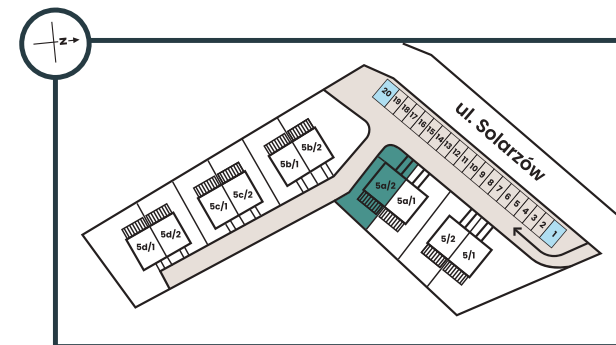 N
ul. Solarzów
20 19 18 17 16 15 14 13 12 11 10 9 8 7 6 5 4 3 2 1
5b/1 5b/2
5c/1 5c/2
5d/1 5d/2
5a/2 5a/1
5/2 5/1